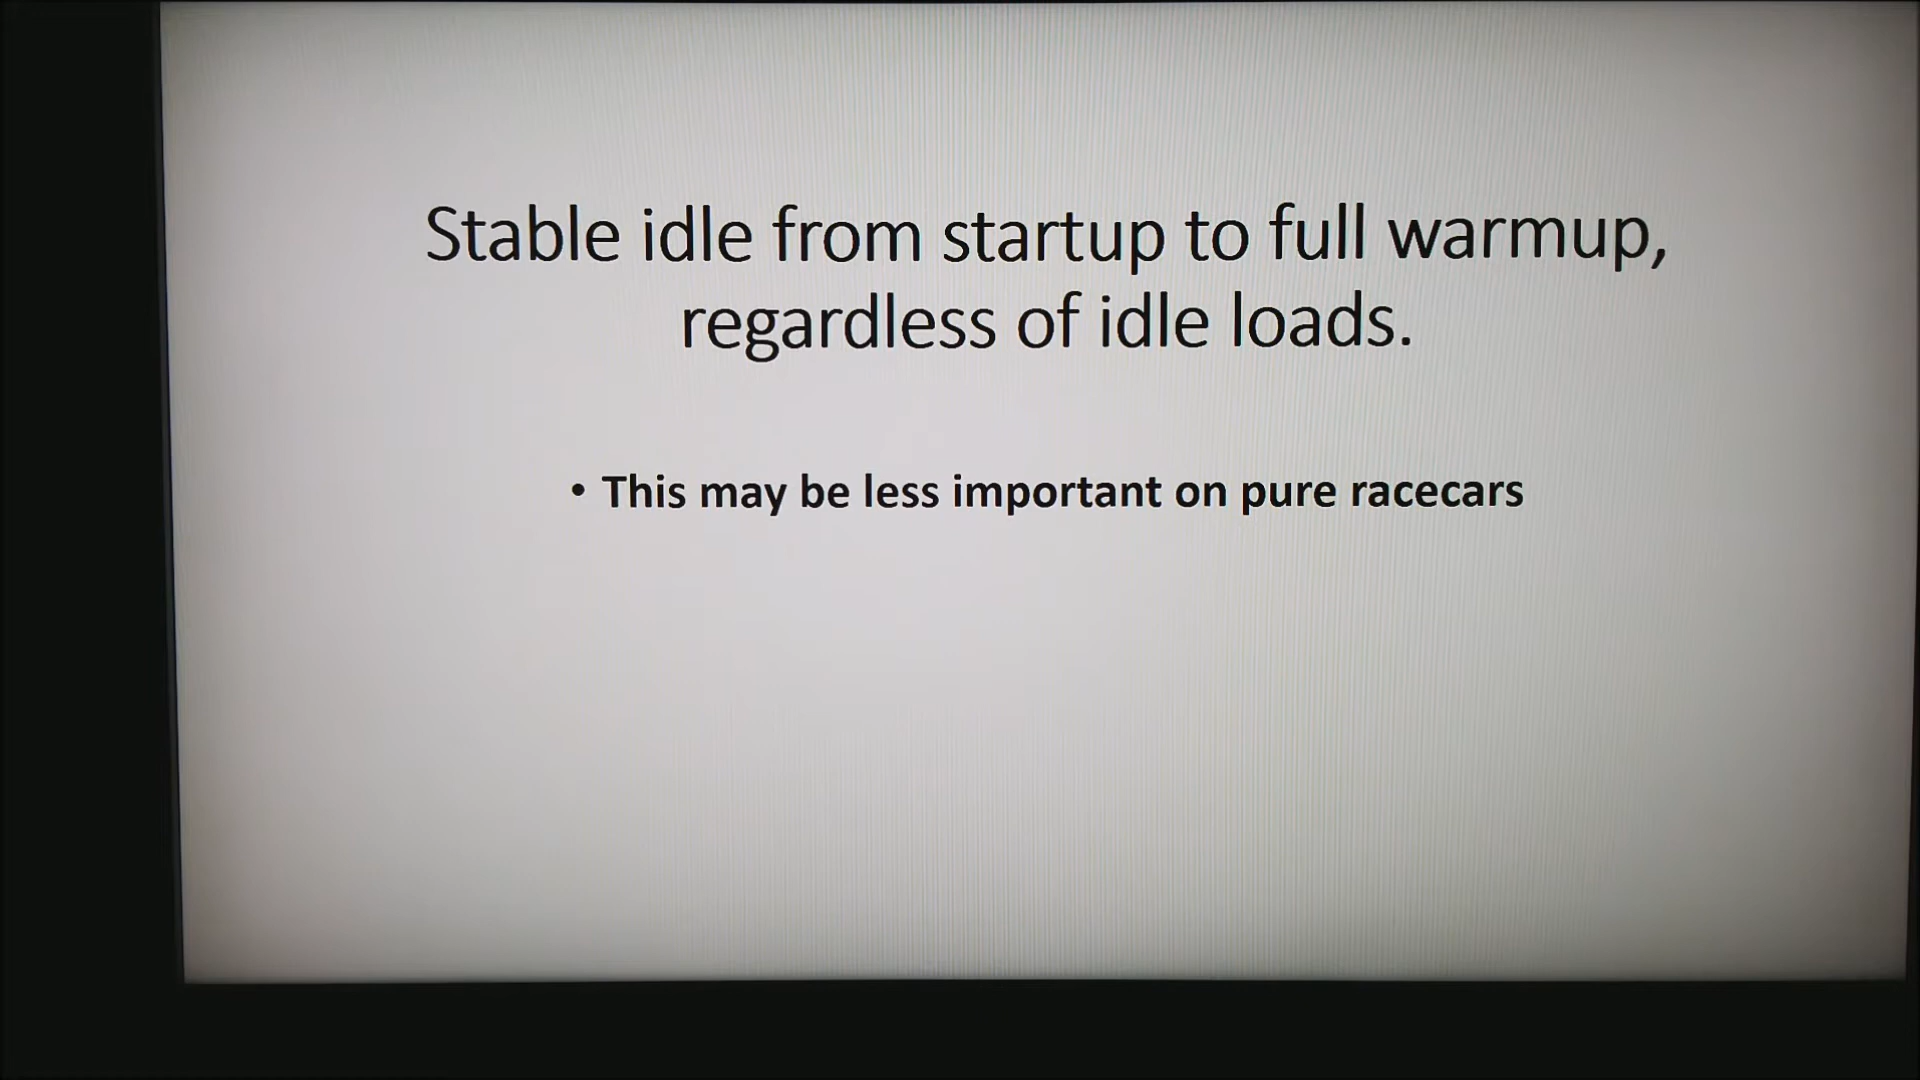 Stable idle from startup to full warmup,
regardless of idle loads.
• This may be less important on pure racecars